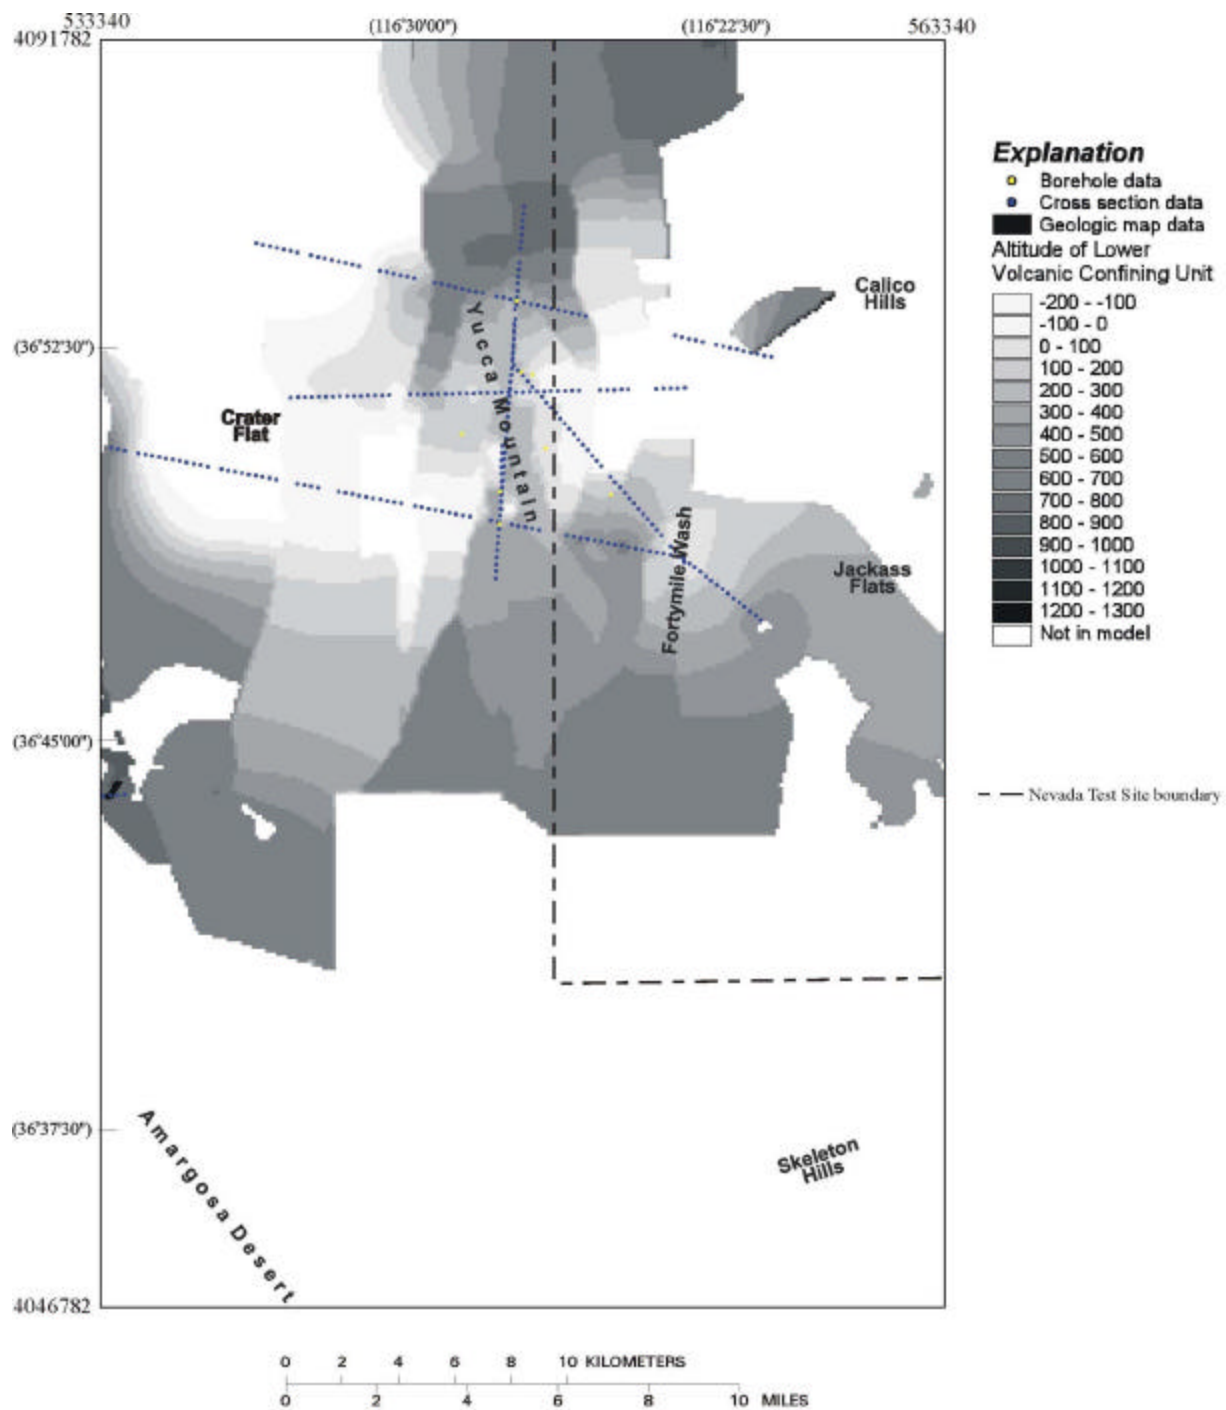 533340
(116°30'00")
(116°22'30")
563340
4091782
Explanation
Borehole data
Cross section data
Geologic map data
Altitude of Lower
Volcanic Confining Unit
-200 - -100
-100 - 0
0 - 100
100 - 200
200 - 300
300 - 400
400 - 500
500 - 600
600 - 700
700 - 800
800 - 900
900 - 1000
1000 - 1100
1100 - 1200
1200 - 1300
Not in model
Calico
Hills
(36°52'30")
Yucca Mountain
Crater
Flat
Fortymile Wash
Jackass
Flats
(36°45'00")
Nevada Test Site boundary
(36°37'30")
Amargosa Desert
Skeleton
Hills
4046782
0 2 4 6 8 10 KILOMETERS
0 2 4 6 8 10 MILES